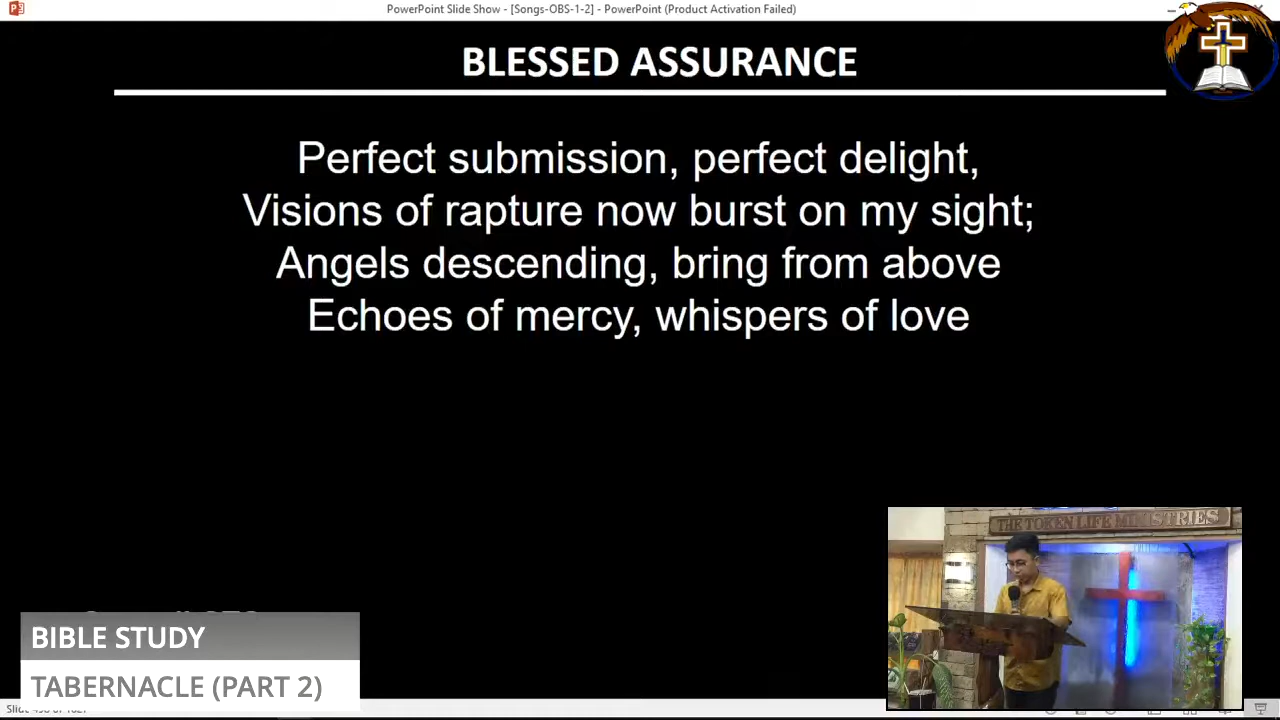 PowerPoint Slide Show - [Songs-OBS-1-2] - PowerPoint (Product Activation Failed)
BLESSED ASSURANCE
Perfect submission, perfect delight,
Visions of rapture now burst on my sight;
Angels descending, bring from above
Echoes of mercy, whispers of love
THE TOKEN LIFE MINISTRIES
BIBLE STUDY
TABERNACLE (PART 2)